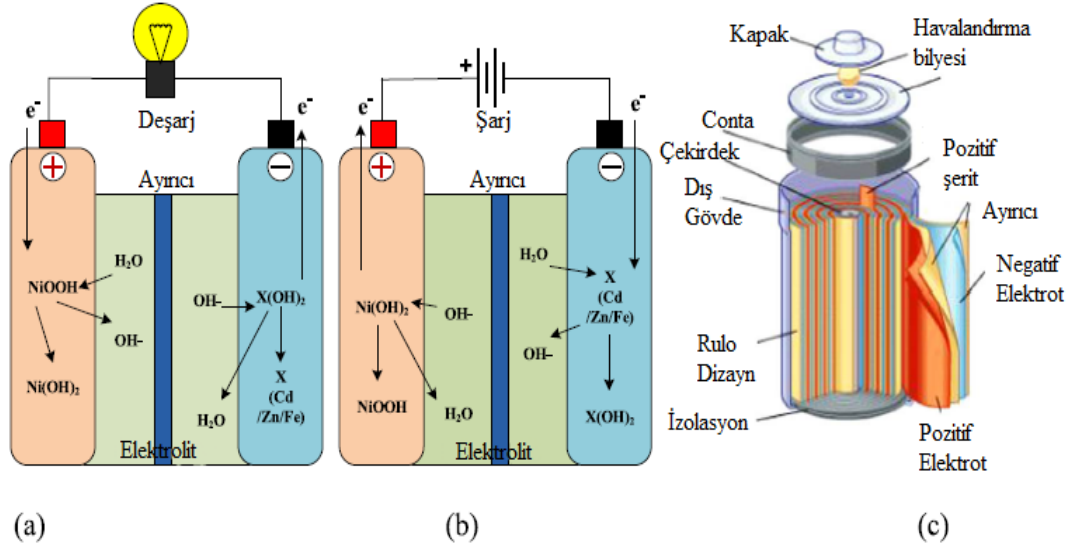 Deşarj
e-
e-
+
−
Ayırıcı
NiOOH
H₂O
OH-
Ni(OH)₂
OH-
X(OH)₂
H₂O
X
(Cd
/Zn/Fe)
Elektrolit
(a)
+
Şarj
e-
e-
+
−
Ayırıcı
H₂O
X
(Cd
/Zn/Fe)
Ni(OH)₂
OH-
OH-
NiOOH
H₂O
X(OH)₂
Elektrolit
(b)
Kapak
Havalandırma
bilyesi
Conta
Çekirdek
Pozitif
şerit
Dış
Gövde
Ayırıcı
Negatif
Elektrot
Rulo
Dizayn
İzolasyon
Pozitif
Elektrot
(c)